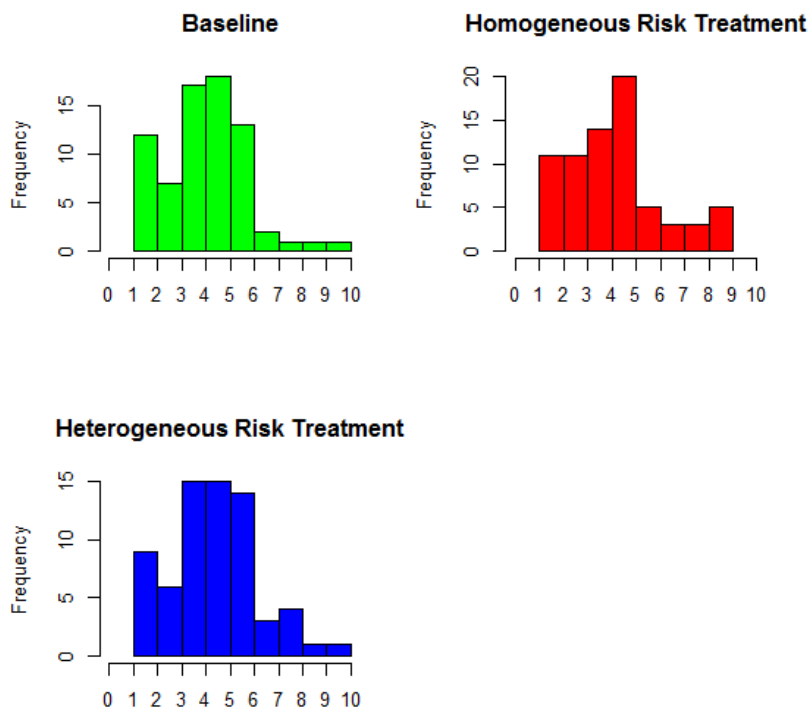 Baseline
Frequency
0 5 10 15
0 1 2 3 4 5 6 7 8 9 10
Homogeneous Risk Treatment
Frequency
0 5 10 15 20
0 1 2 3 4 5 6 7 8 9 10
Heterogeneous Risk Treatment
Frequency
0 5 10 15
0 1 2 3 4 5 6 7 8 9 10